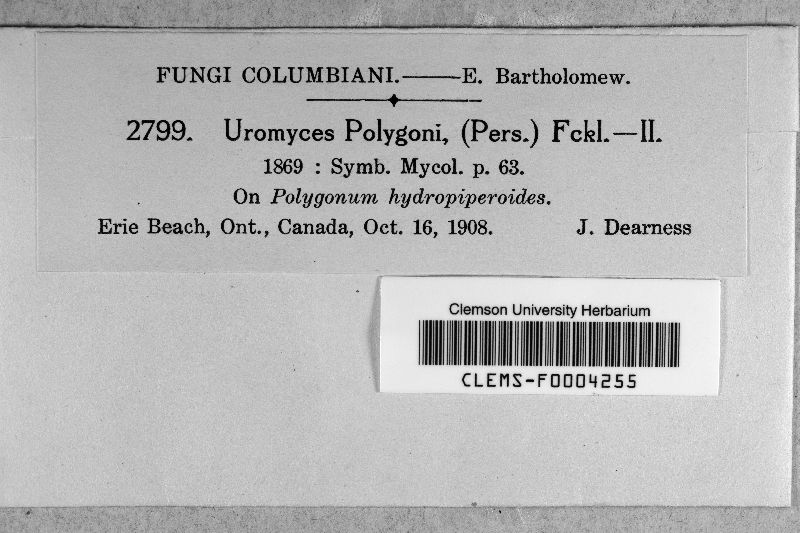 FUNGI COLUMBIANI.——E. Bartholomew.
2799. Uromyces Polygoni, (Pers.) Fckl.—II.
1869 : Symb. Mycol. p. 63.
On Polygonum hydropiperoides.
Erie Beach, Ont., Canada, Oct. 16, 1908. J. Dearness
Clemson University Herbarium
CLEMS-F0004255